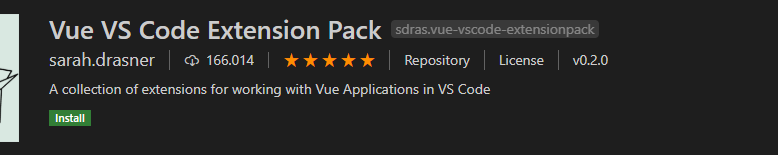 Vue VS Code Extension Pack sdras.vue-vscode-extensionpack
sarah.drasner 166.014 Repository License v0.2.0
A collection of extensions for working with Vue Applications in VS Code
Install